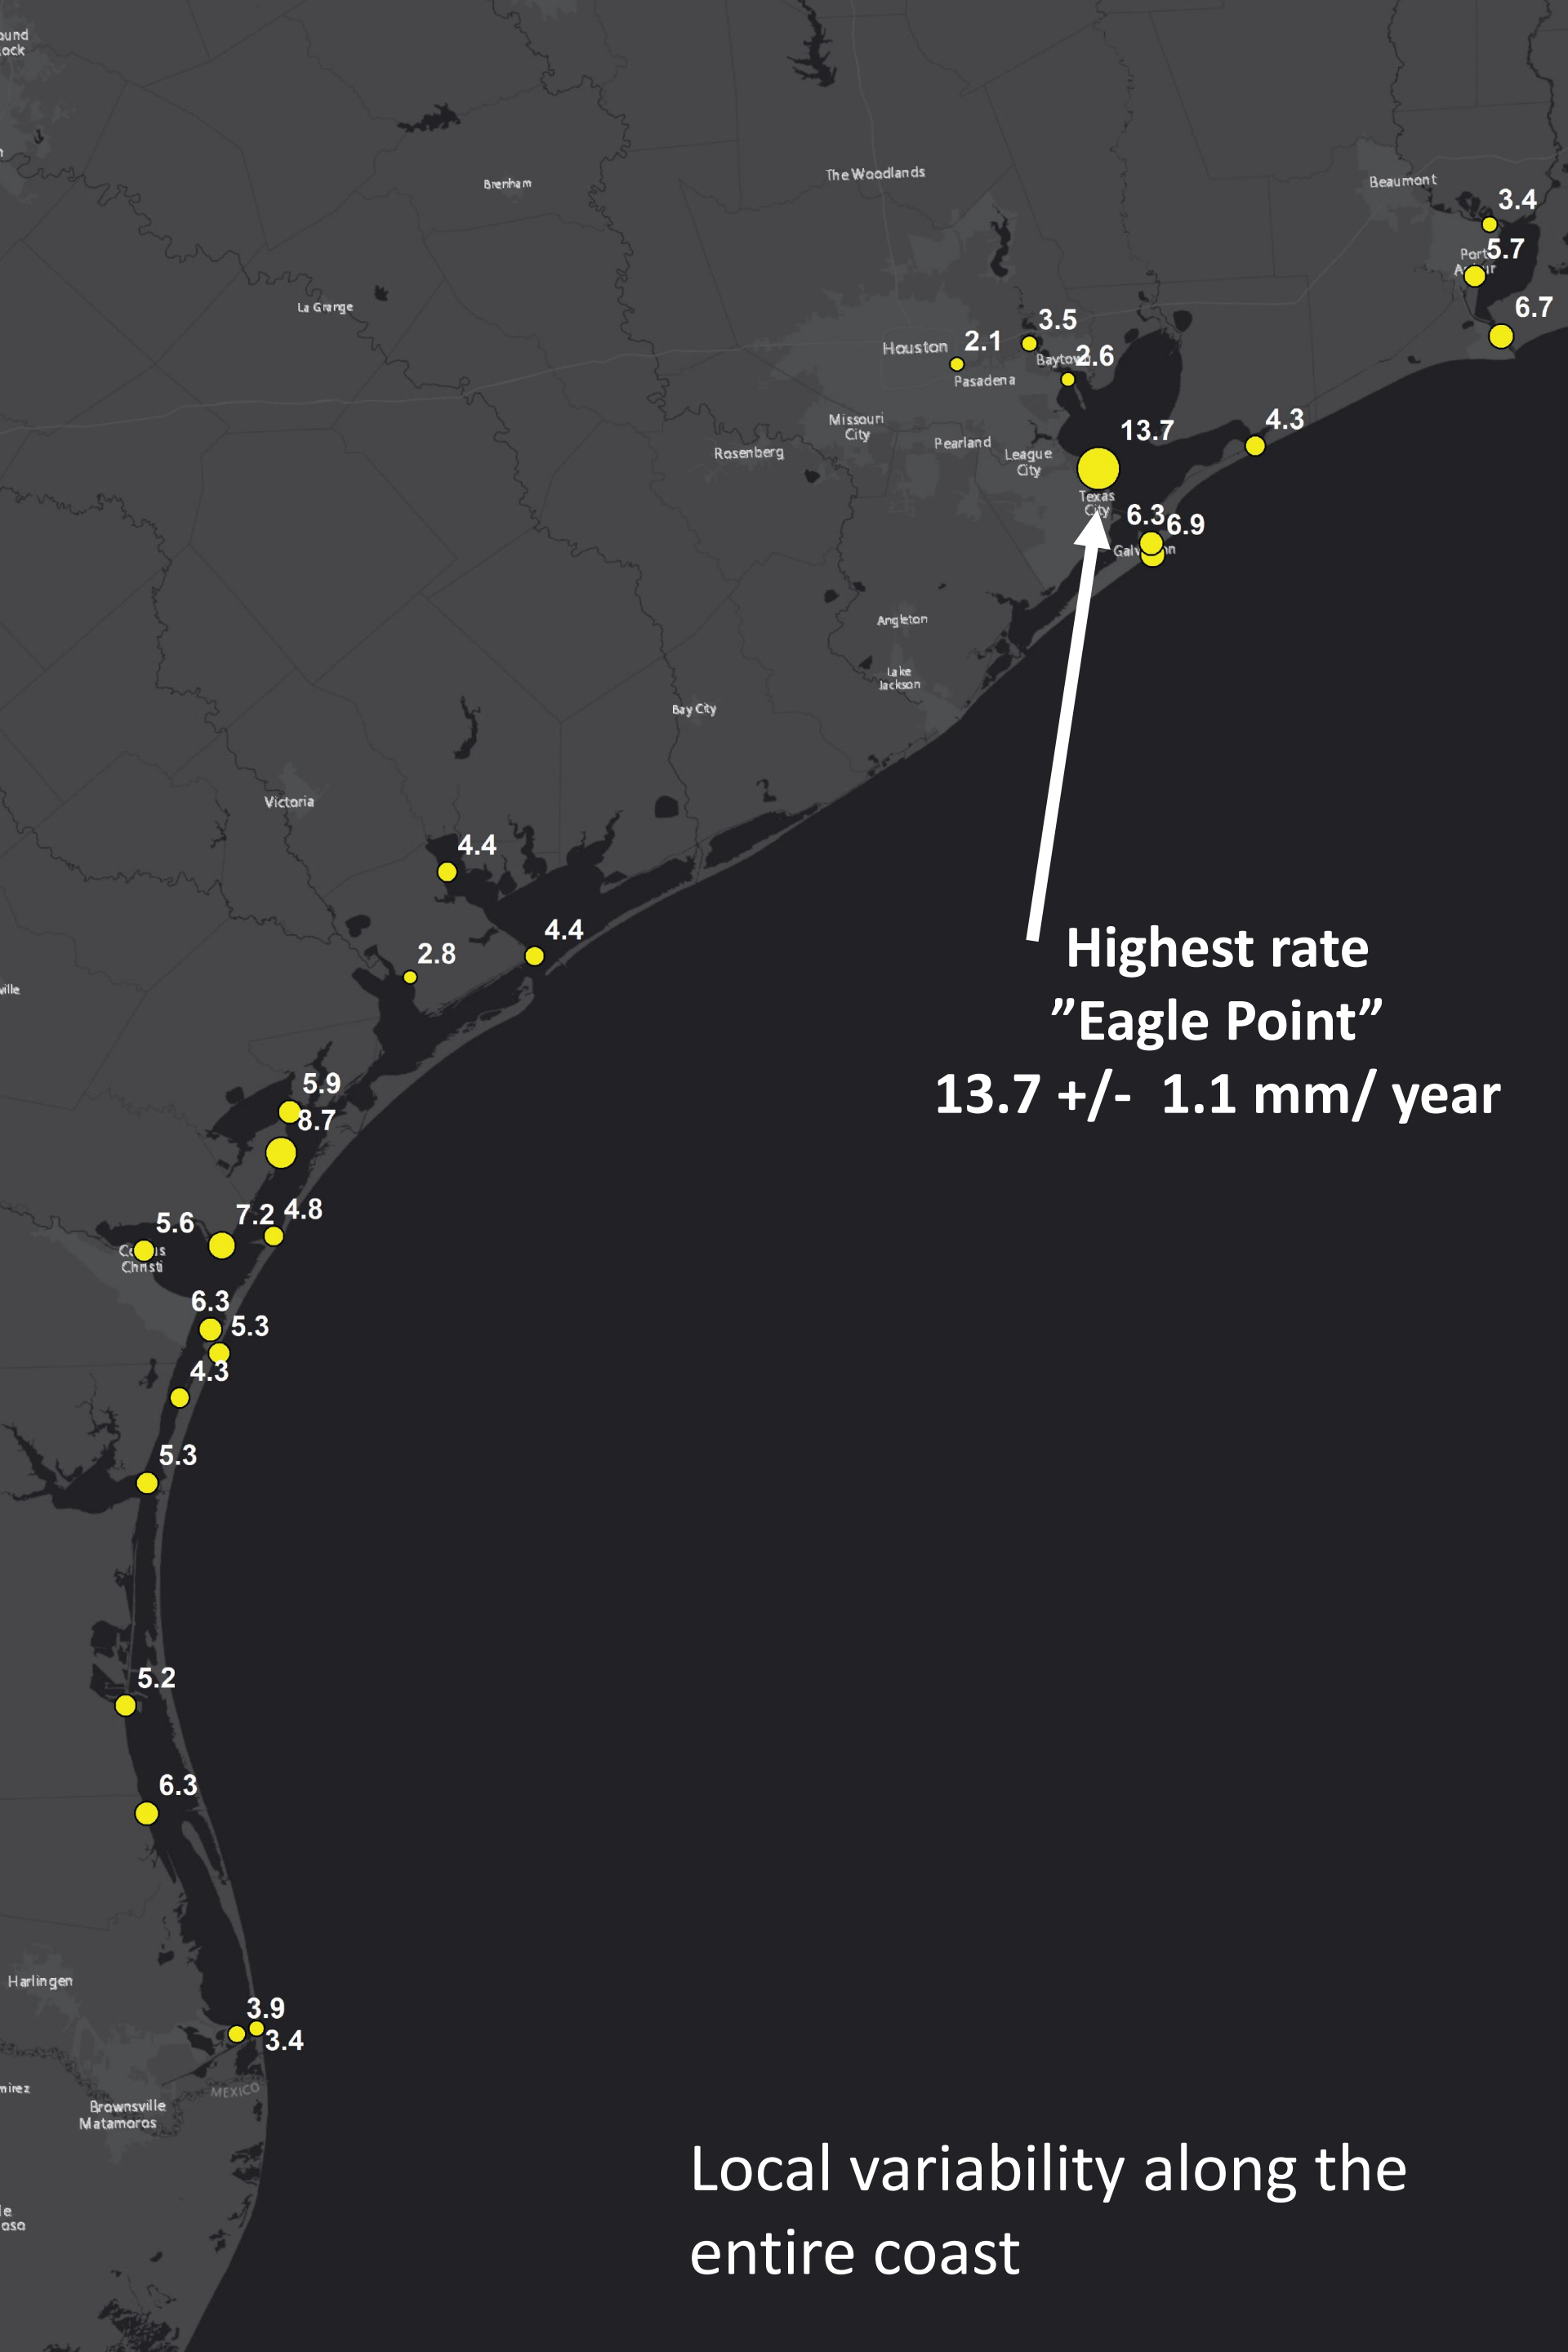 ound
ock
Brenham
The Woodlands
Beaumont
3.4
5.7
Port
6.7
La Grange
3.5
2.1
Houston
2.6
Pasadena
Missouri
City
4.3
13.7
Pearland
League
City
Rosenberg
Texas
City
6.3
6.9
Angleton
Lake
Jackson
Bay City
Victoria
4.4
4.4
2.8
ville
Highest rate
”Eagle Point”
13.7 +/- 1.1 mm/ year
5.9
8.7
5.6
7.2
4.8
Christi
6.3
5.3
4.3
5.3
5.2
6.3
Harlingen
3.9
3.4
mirez
MEXICO
Brownsville
Matamoros
Local variability along the
entire coast